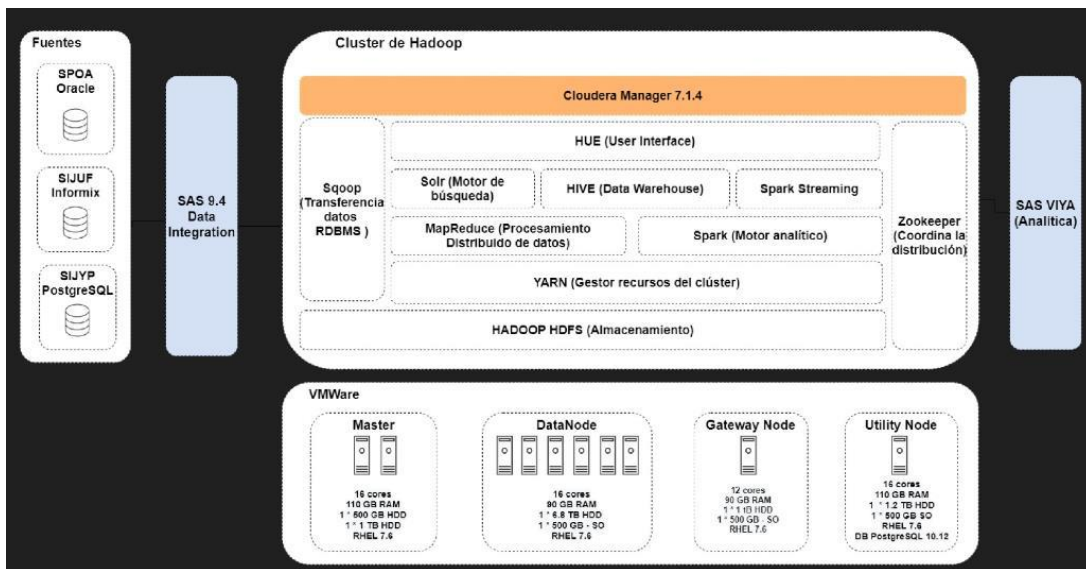 Fuentes
SPOA
Oracle
SIJUF
Informix
SIJYP
PostgreSQL
SAS 9.4
Data
Integration
Cluster de Hadoop
Cloudera Manager 7.1.4
Sqoop
(Transferencia
datos
RDBMS )
HUE (User Interface)
Solr (Motor de
búsqueda)
HIVE (Data Warehouse)
Spark Streaming
MapReduce (Procesamiento
Distribuido de datos)
Spark (Motor analítico)
YARN (Gestor recursos del clúster)
HADOOP HDFS (Almacenamiento)
Zookeeper
(Coordina la
distribución)
SAS VIYA
(Analítica)
VMWare
Master
16 cores
110 GB RAM
1 * 500 GB HDD
1 * 1 TB HDD
RHEL 7.6
DataNode
16 cores
90 GB RAM
1 * 6.8 TB HDD
1 * 500 GB - SO
RHEL 7.6
Gateway Node
12 cores
90 GB RAM
1 * 1 tB HDD
1 * 500 GB - SO
RHEL 7.6
Utility Node
16 cores
110 GB RAM
1 * 1.2 TB HDD
1 * 500 GB SO
RHEL 7.6
DB PostgreSQL 10.12